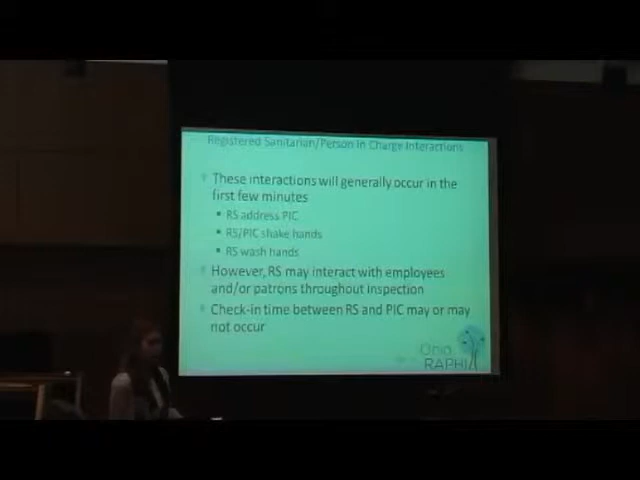 Registered Sanitarian/Person In Charge Interactions
These interactions will generally occur in the
first few minutes
RS address PIC
RS/PIC shake hands
RS wash hands
However, RS may interact with employees
and/or patrons throughout inspection
Check-in time between RS and PIC may or may
not occur
Ohio
RAPHI